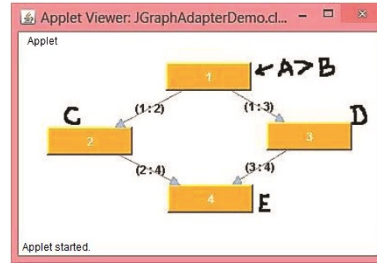 Applet Viewer: JGraphAdapterDemo.cl...
Applet
1
←A>B
(1:2)
(1:3)
C
D
2
3
(2:4)
(3:4)
4
E
Applet started.